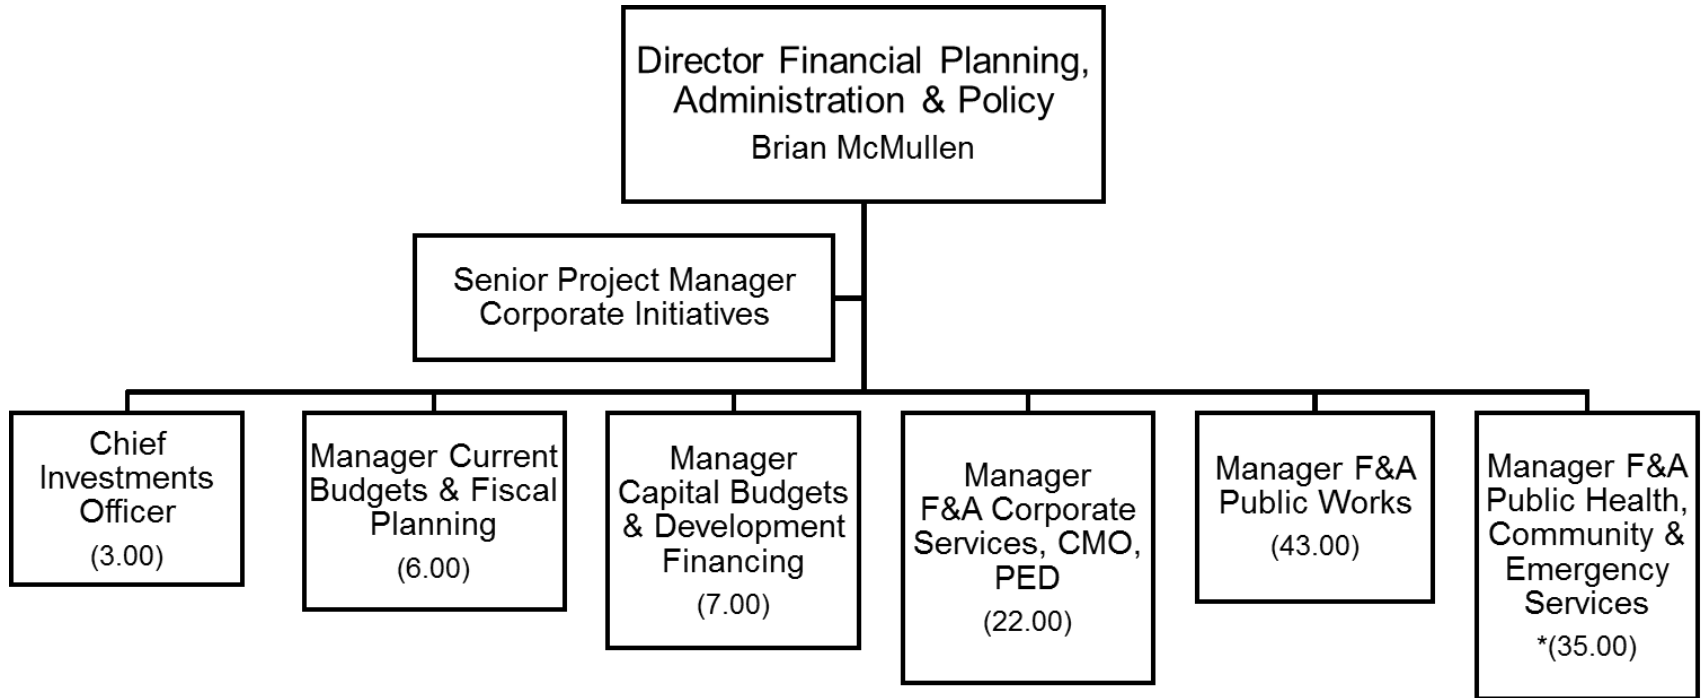 Director Financial Planning,
Administration & Policy
Brian McMullen
Senior Project Manager
Corporate Initiatives
Chief
Investments
Officer
(3.00)
Manager Current
Budgets & Fiscal
Planning
(6.00)
Manager
Capital Budgets
& Development
Financing
(7.00)
Manager
F&A Corporate
Services, CMO,
PED
(22.00)
Manager F&A
Public Works
(43.00)
Manager F&A
Public Health,
Community &
Emergency
Services
*(35.00)